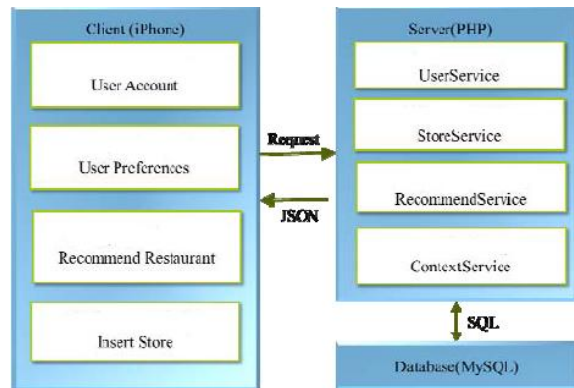 Client (iPhone)
User Account
User Preferences
Recommend Restaurant
Insert Store
Request
JSON
Server(PHP)
UserService
StoreService
RecommendService
ContextService
SQL
Database(MySQL)